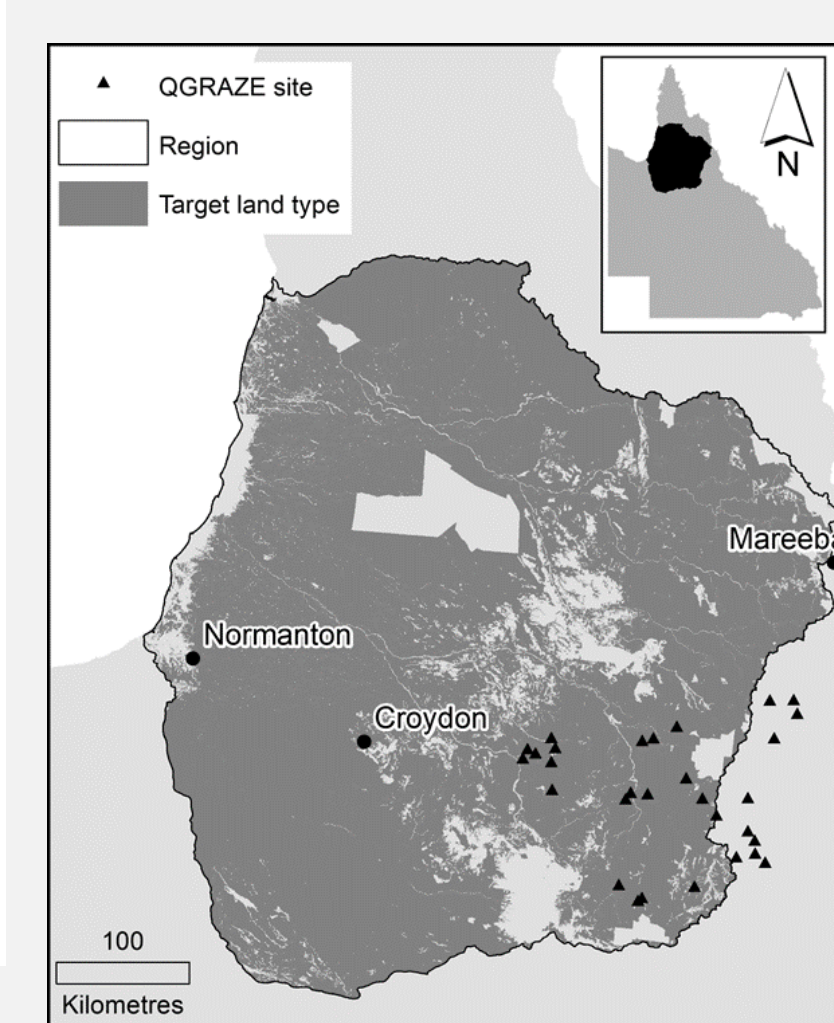 QGRAZE site
Region
Target land type
N
Mareeba
Normanton
Croydon
100
Kilometres